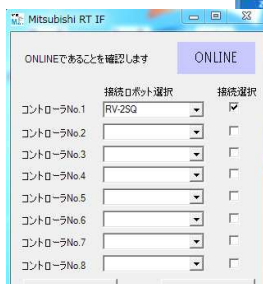 Mitsubishi RT IF
ONLINEであることを確認します ONLINE
接続ロボット選択 接続選択
コントローラNo.1 RV-2SQ
コントローラNo.2
コントローラNo.3
コントローラNo.4
コントローラNo.5
コントローラNo.6
コントローラNo.7
コントローラNo.8